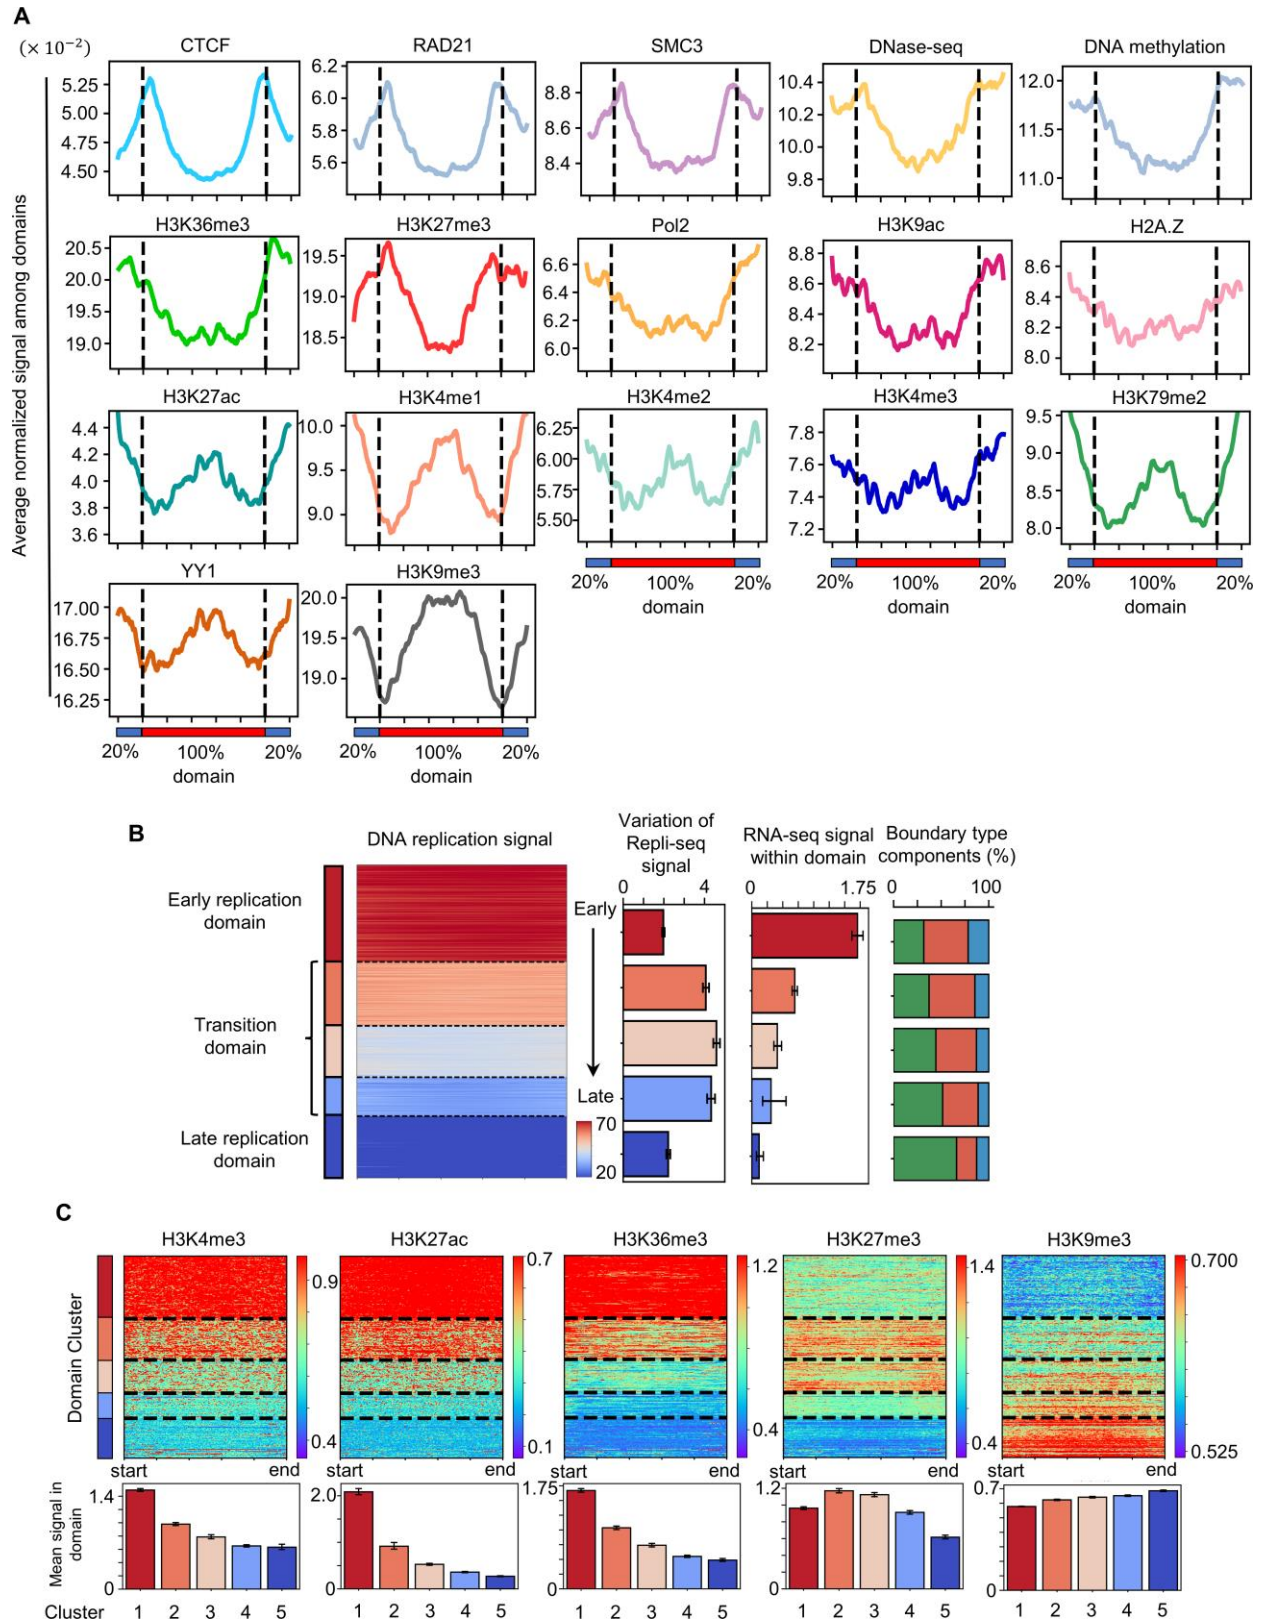 A
(× 10⁻²)
CTCF RAD21 SMC3 DNase-seq DNA methylation
5.25 5.00 4.75 4.50
6.2 6.0 5.8 5.6
8.8 8.6 8.4
10.4 10.2 10.0 9.8
12.0 11.5 11.0
Average normalized signal among domains
H3K36me3 H3K27me3 Pol2 H3K9ac H2A.Z
20.5 20.0 19.5 19.0
19.5 19.0 18.5
6.6 6.4 6.2 6.0
8.8 8.6 8.4 8.2
8.6 8.4 8.2 8.0
H3K27ac H3K4me1 H3K4me2 H3K4me3 H3K79me2
4.4 4.2 4.0 3.8 3.6
10.0 9.5 9.0
6.25 6.00 5.75 5.50
7.8 7.6 7.4 7.2
9.5 9.0 8.5 8.0
20% 100% 20% 20% 100% 20% 20% 100% 20%
domain domain domain
YY1 H3K9me3
17.00 16.75 16.50 16.25
20.0 19.5 19.0
20% 100% 20% 20% 100% 20%
domain domain
B
DNA replication signal
Variation of
Repli-seq
signal
RNA-seq signal
within domain
Boundary type
components (%)
0 4 0 1.75 0 100
Early replication
domain
Transition
domain
Late replication
domain
Early
Late
70
20
C
H3K4me3 H3K27ac H3K36me3 H3K27me3 H3K9me3
Domain Cluster
0.9 0.4
0.7 0.1
1.2 0.4
1.4 0.4
0.700 0.525
start end start end start end start end start end
Mean signal in
domain
1.4 0
2.0 0
1.75 0
1.2 0
0.7 0
Cluster 1 2 3 4 5 1 2 3 4 5 1 2 3 4 5 1 2 3 4 5 1 2 3 4 5